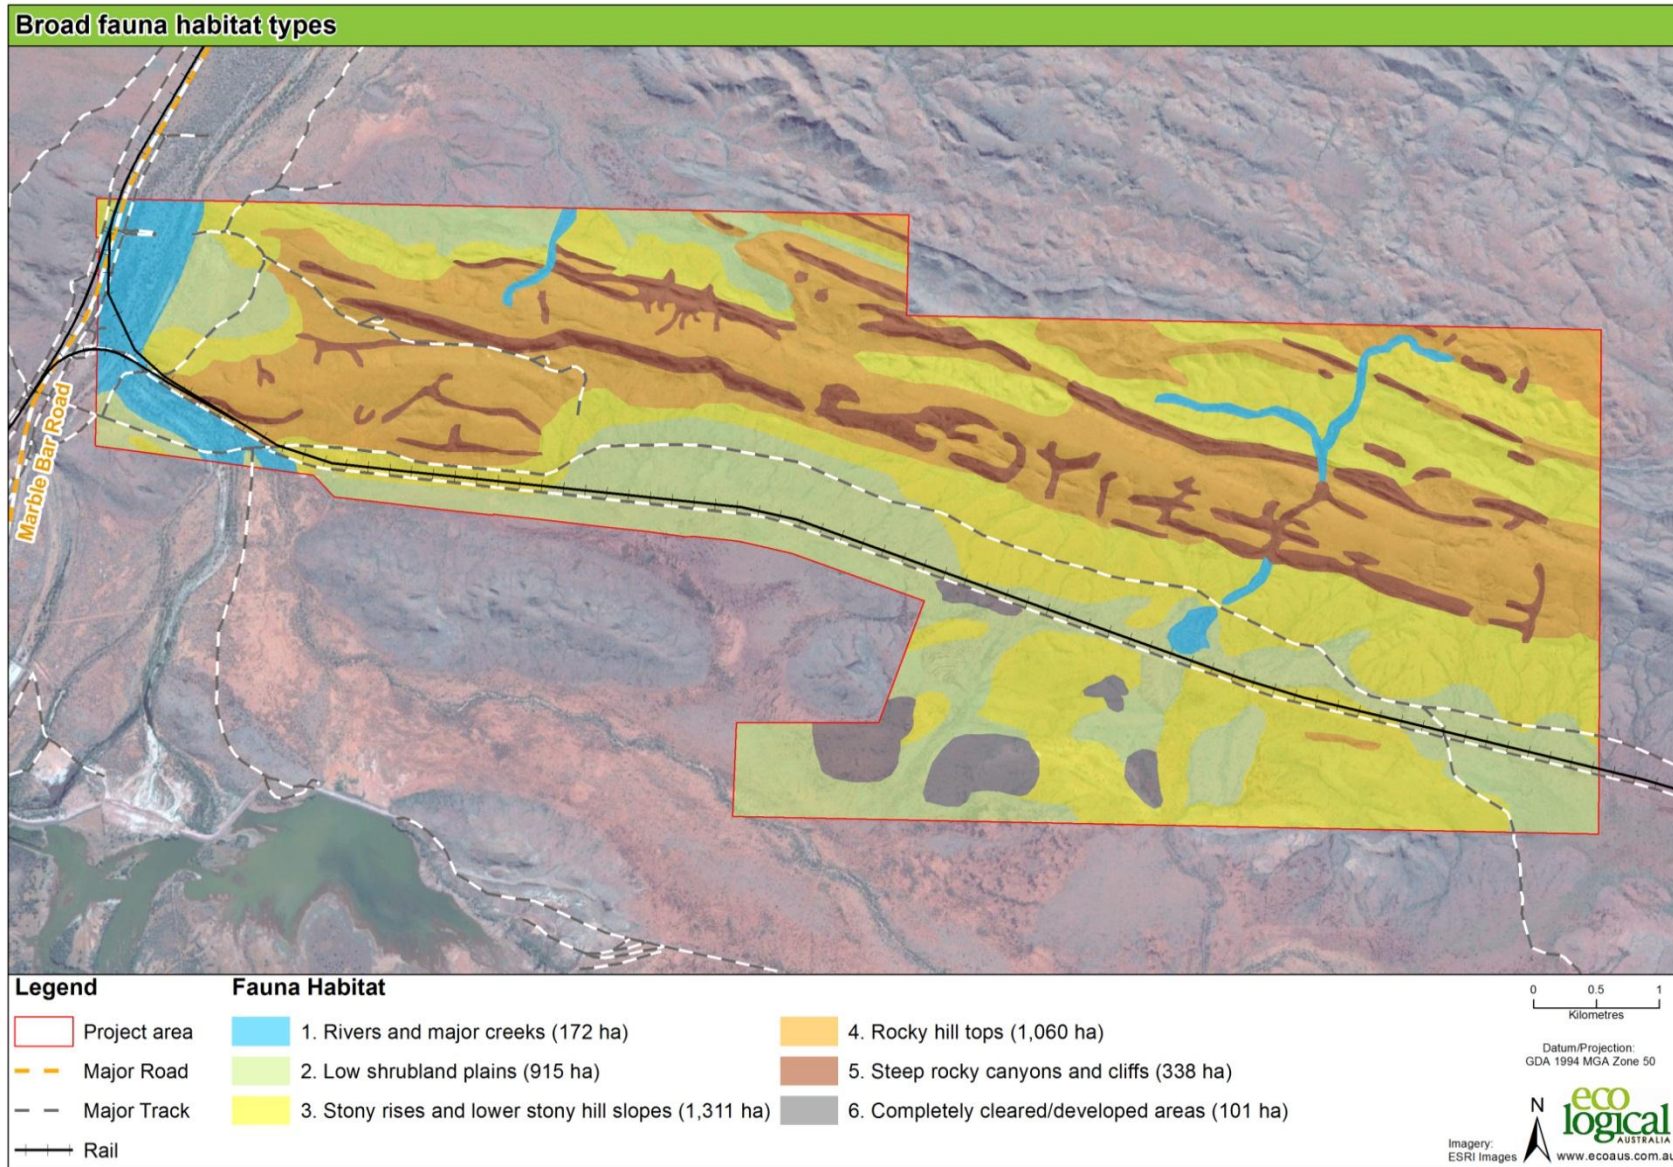 Broad fauna habitat types
Marble Bar Road
Legend
Project area
Major Road
Major Track
Rail
Fauna Habitat
1. Rivers and major creeks (172 ha)
2. Low shrubland plains (915 ha)
3. Stony rises and lower stony hill slopes (1,311 ha)
4. Rocky hill tops (1,060 ha)
5. Steep rocky canyons and cliffs (338 ha)
6. Completely cleared/developed areas (101 ha)
0 0.5 1
Kilometres
Datum/Projection:
GDA 1994 MGA Zone 50
N
eco
logical
AUSTRALIA
www.ecoaus.com.au
Imagery:
ESRI Images